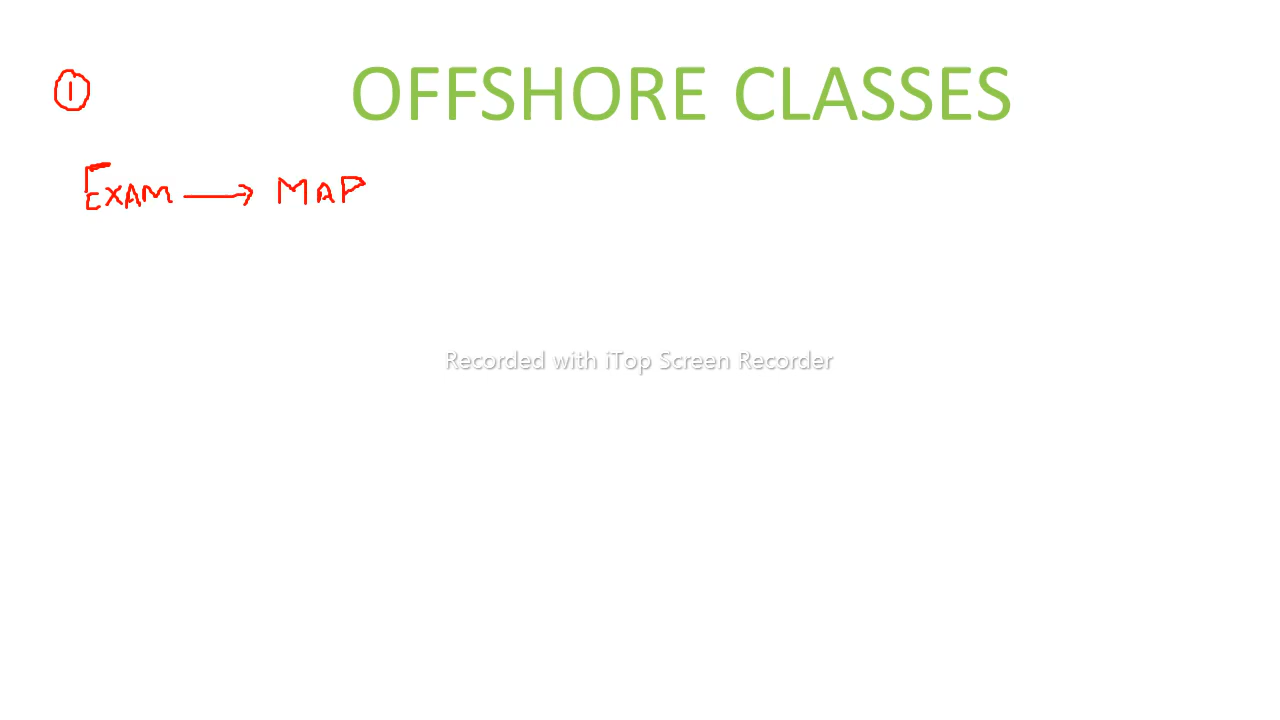 ① OFFSHORE CLASSES
EXAM → MAP
Recorded with iTop Screen Recorder